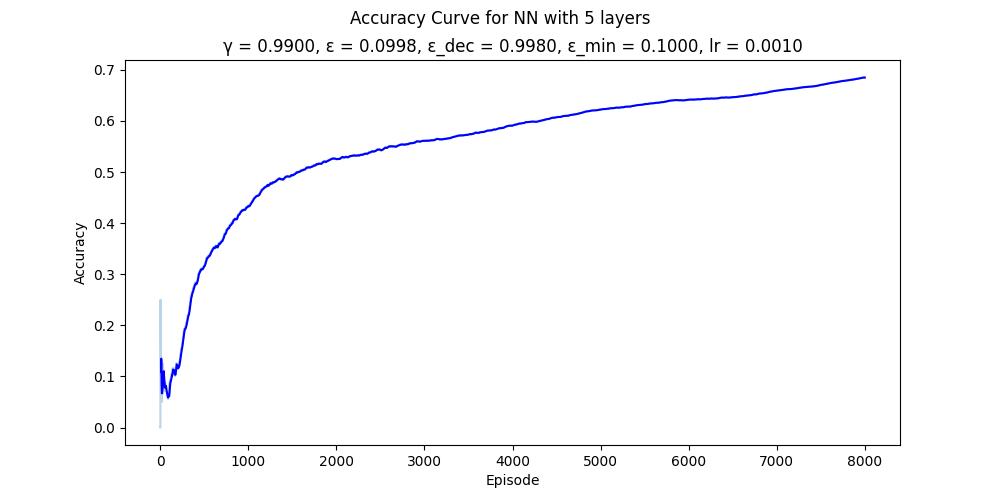 Accuracy Curve for NN with 5 layers
γ = 0.9900, ε = 0.0998, ε_dec = 0.9980, ε_min = 0.1000, lr = 0.0010
0.7
0.6
0.5
0.4
0.3
0.2
0.1
0.0
Accuracy
0 1000 2000 3000 4000 5000 6000 7000 8000
Episode